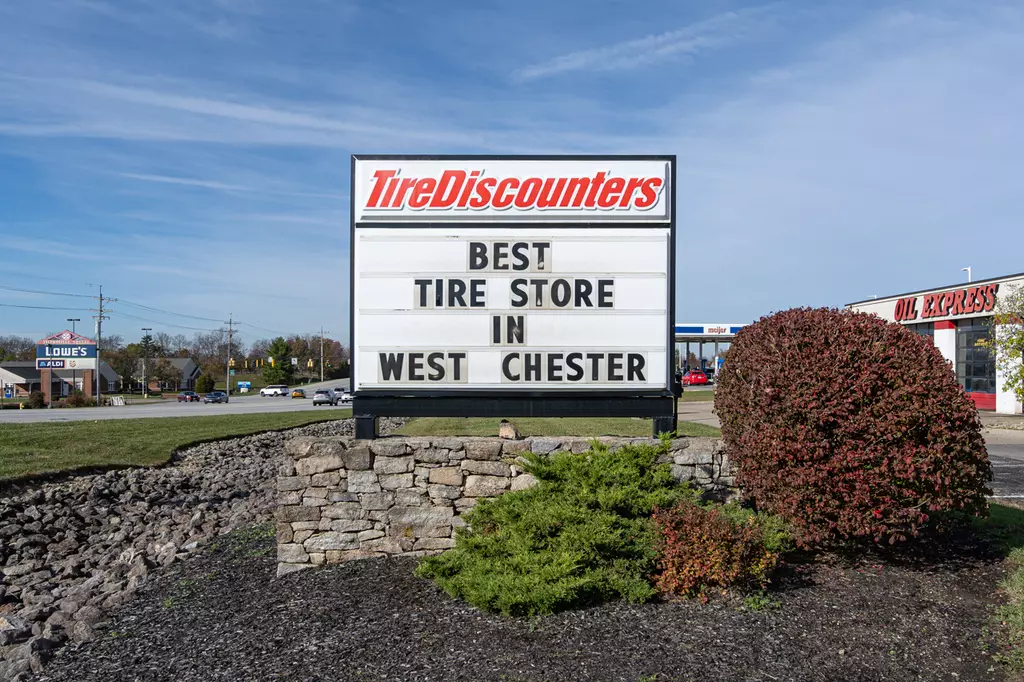 TireDiscounters
BEST
TIRE STORE
IN
WEST CHESTER
OIL EXPRESS
meijer
LOWE'S
ALDI